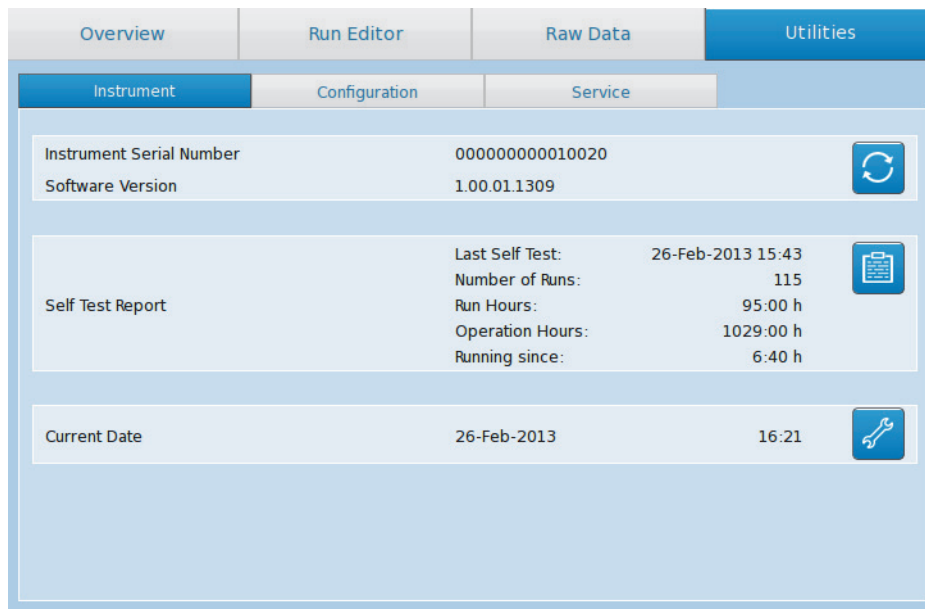 Overview Run Editor Raw Data Utilities
Instrument Configuration Service
Instrument Serial Number 000000000010020
Software Version 1.00.01.1309
Last Self Test: 26-Feb-2013 15:43
Number of Runs: 115
Self Test Report Run Hours: 95:00 h
Operation Hours: 1029:00 h
Running since: 6:40 h
Current Date 26-Feb-2013 16:21